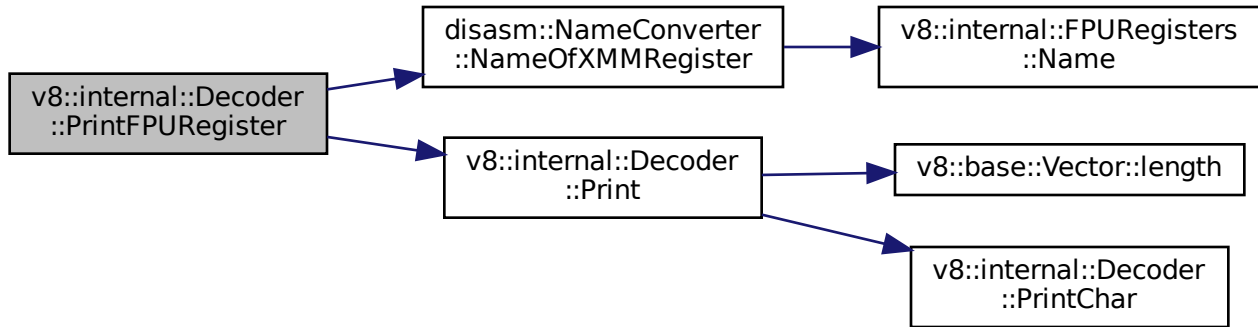 v8::internal::Decoder
::PrintFPURegister
disasm::NameConverter
::NameOfXMMRegister
v8::internal::FPURegisters
::Name
v8::internal::Decoder
::Print
v8::base::Vector::length
v8::internal::Decoder
::PrintChar